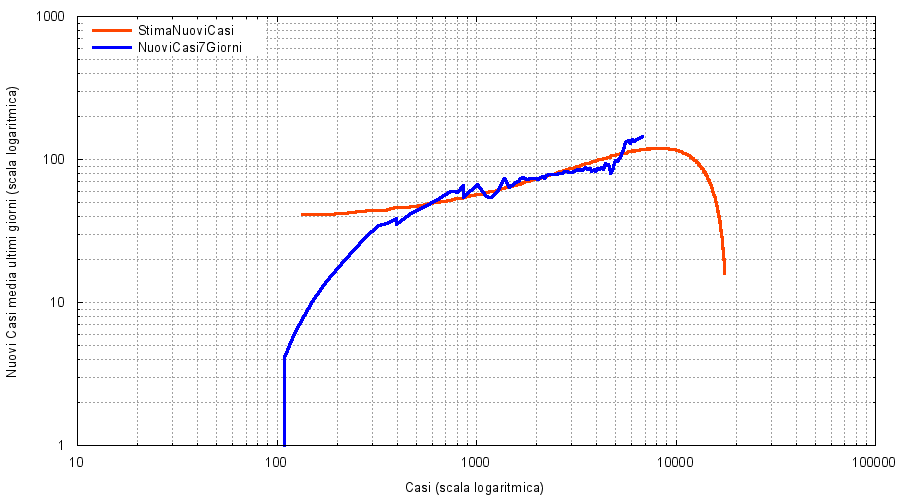 1000
StimaNuoviCasi
NuoviCasi7Giorni
100
10
1
Nuovi Casi media ultimi giorni (scala logaritmica)
10
100
1000
10000
100000
Casi (scala logaritmica)